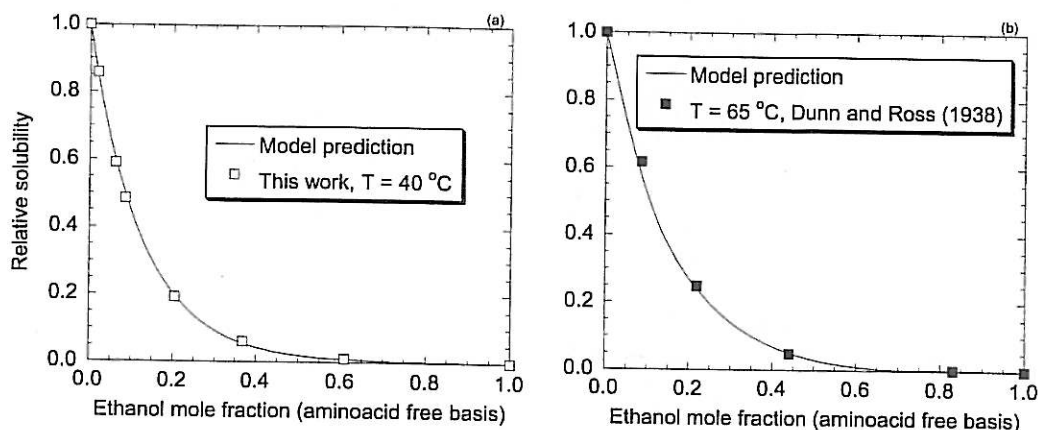 (a)
1.0
0.8
0.6
0.4
0.2
0.0
Relative solubility
Model prediction
This work, T = 40 °C
0.0 0.2 0.4 0.6 0.8 1.0
Ethanol mole fraction (aminoacid free basis)
(b)
1.0
0.8
0.6
0.4
0.2
0.0
Model prediction
T = 65 °C, Dunn and Ross (1938)
0.0 0.2 0.4 0.6 0.8 1.0
Ethanol mole fraction (aminoacid free basis)